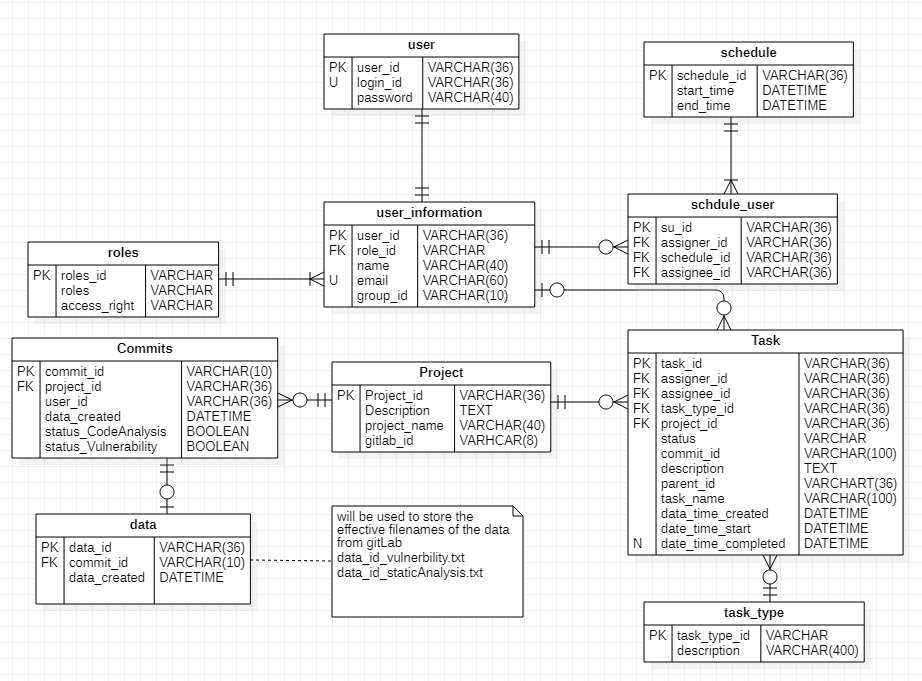 user
PK user_id VARCHAR(36)
U login_id VARCHAR(36)
password VARCHAR(40)
schedule
PK schedule_id VARCHAR(36)
start_time DATETIME
end_time DATETIME
user_information
PK user_id VARCHAR(36)
FK role_id VARCHAR
name VARCHAR(40)
U email VARCHAR(60)
group_id VARCHAR(10)
schdule_user
PK su_id VARCHAR(36)
FK assigner_id VARCHAR(36)
FK schedule_id VARCHAR(36)
FK assignee_id VARCHAR(36)
roles
PK roles_id VARCHAR
roles VARCHAR
access_right VARCHAR
Commits
PK commit_id VARCHAR(10)
FK project_id VARCHAR(36)
user_id VARCHAR(36)
data_created DATETIME
status_CodeAnalysis BOOLEAN
status_Vulnerability BOOLEAN
Project
PK Project_id VARCHAR(36)
Description TEXT
project_name VARCHAR(40)
gitlab_id VARHCAR(8)
Task
PK task_id VARCHAR(36)
FK assigner_id VARCHAR(36)
FK assignee_id VARCHAR(36)
FK task_type_id VARCHAR(36)
FK project_id VARCHAR(36)
status VARCHAR
commit_id VARCHAR(100)
description TEXT
parent_id VARCHART(36)
task_name VARCHAR(100)
data_time_created DATETIME
date_time_start DATETIME
N date_time_completed DATETIME
data
PK data_id VARCHAR(36)
FK commit_id VARCHAR(10)
data_created DATETIME
will be used to store the
effective filenames of the data
from gitLab
data_id_vulnerbility.txt
data_id_staticAnalysis.txt
task_type
PK task_type_id VARCHAR
description VARCHAR(400)